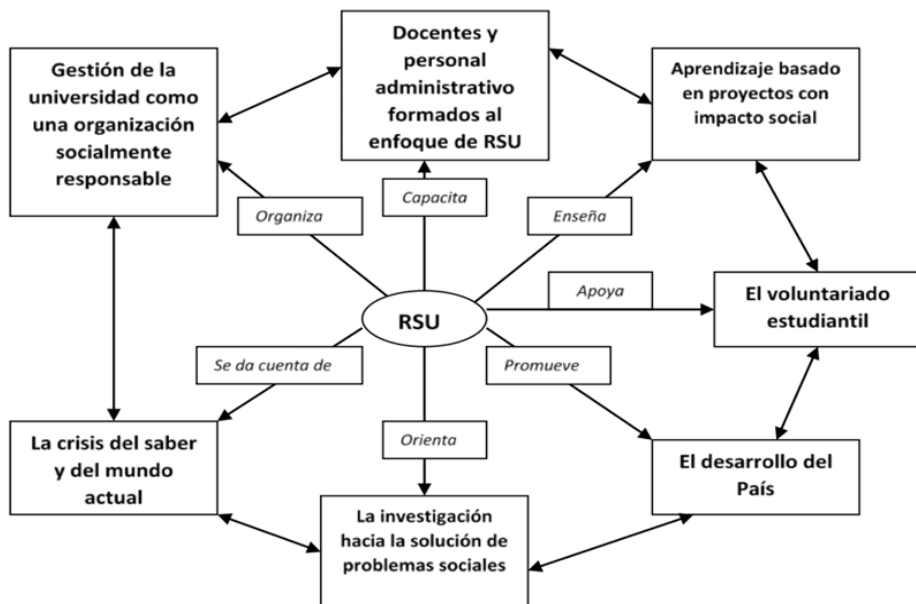 Gestión de la
universidad como
una organización
socialmente
responsable
Docentes y
personal
administrativo
formados al
enfoque de RSU
Aprendizaje basado
en proyectos con
impacto social
Organiza
Capacita
Enseña
Apoya
El voluntariado
estudiantil
RSU
Se da cuenta de
Promueve
Orienta
La crisis del saber
y del mundo
actual
La investigación
hacia la solución de
problemas sociales
El desarrollo del
País